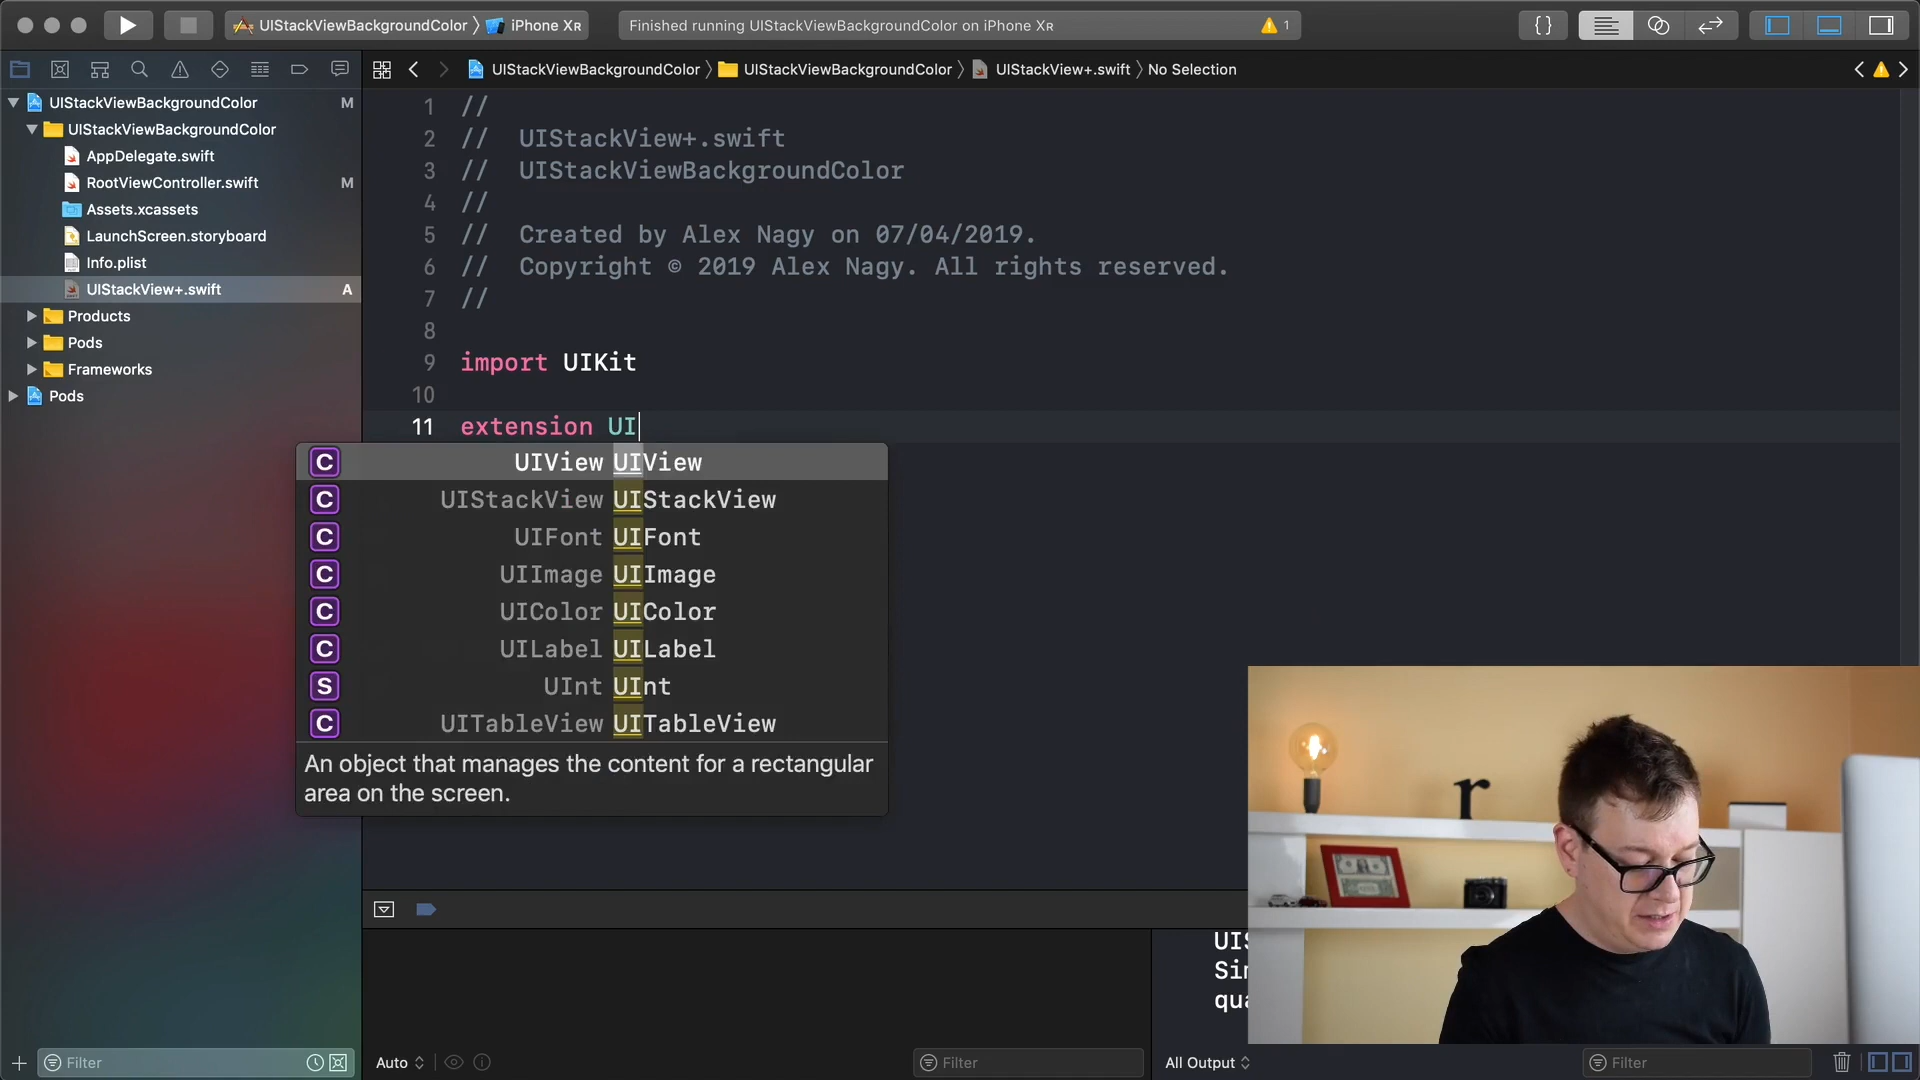 UIStackViewBackgroundColor iPhone XR
Finished running UIStackViewBackgroundColor on iPhone XR
1
{}
UIStackViewBackgroundColor UIStackViewBackgroundColor UIStackView+.swift No Selection
UIStackViewBackgroundColor M
UIStackViewBackgroundColor
AppDelegate.swift
RootViewController.swift M
Assets.xcassets
LaunchScreen.storyboard
Info.plist
UIStackView+.swift A
Products
Pods
Frameworks
Pods
1 //
2 // UIStackView+.swift
3 // UIStackViewBackgroundColor
4 //
5 // Created by Alex Nagy on 07/04/2019.
6 // Copyright © 2019 Alex Nagy. All rights reserved.
7 //
8
9 import UIKit
10
11 extension UI
C UIView UIView
C UIStackView UIStackView
C UIFont UIFont
C UIImage UIImage
C UIColor UIColor
C UILabel UILabel
S UInt UInt
C UITableView UITableView
An object that manages the content for a rectangular
area on the screen.
r
Filter
Auto
Filter
All Output
Filter